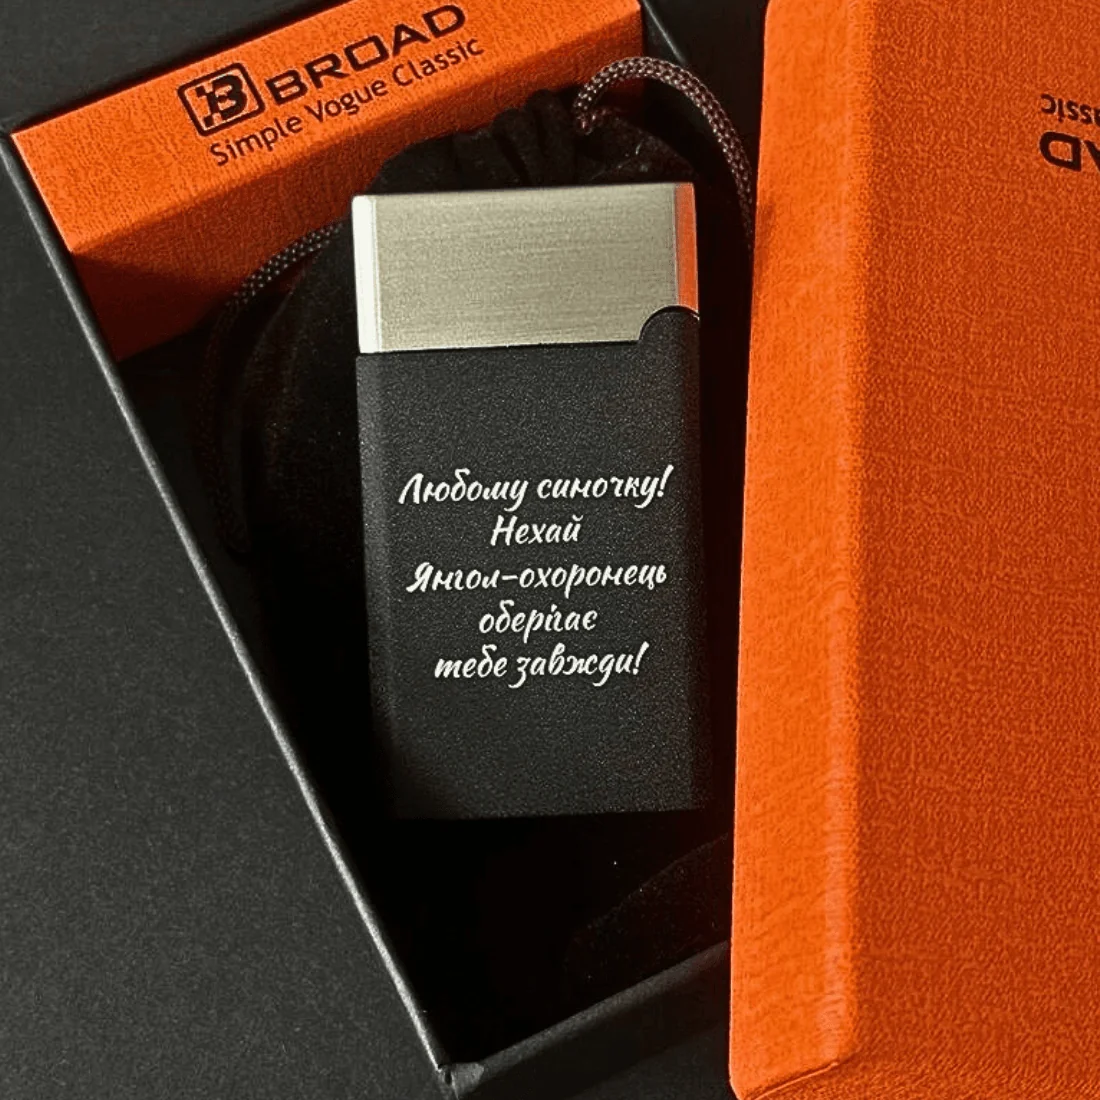 BROAD
Simple Vogue Classic
Любому синочку!
Нехай
Янгол-охоронець
оберігає
тебе завжди!